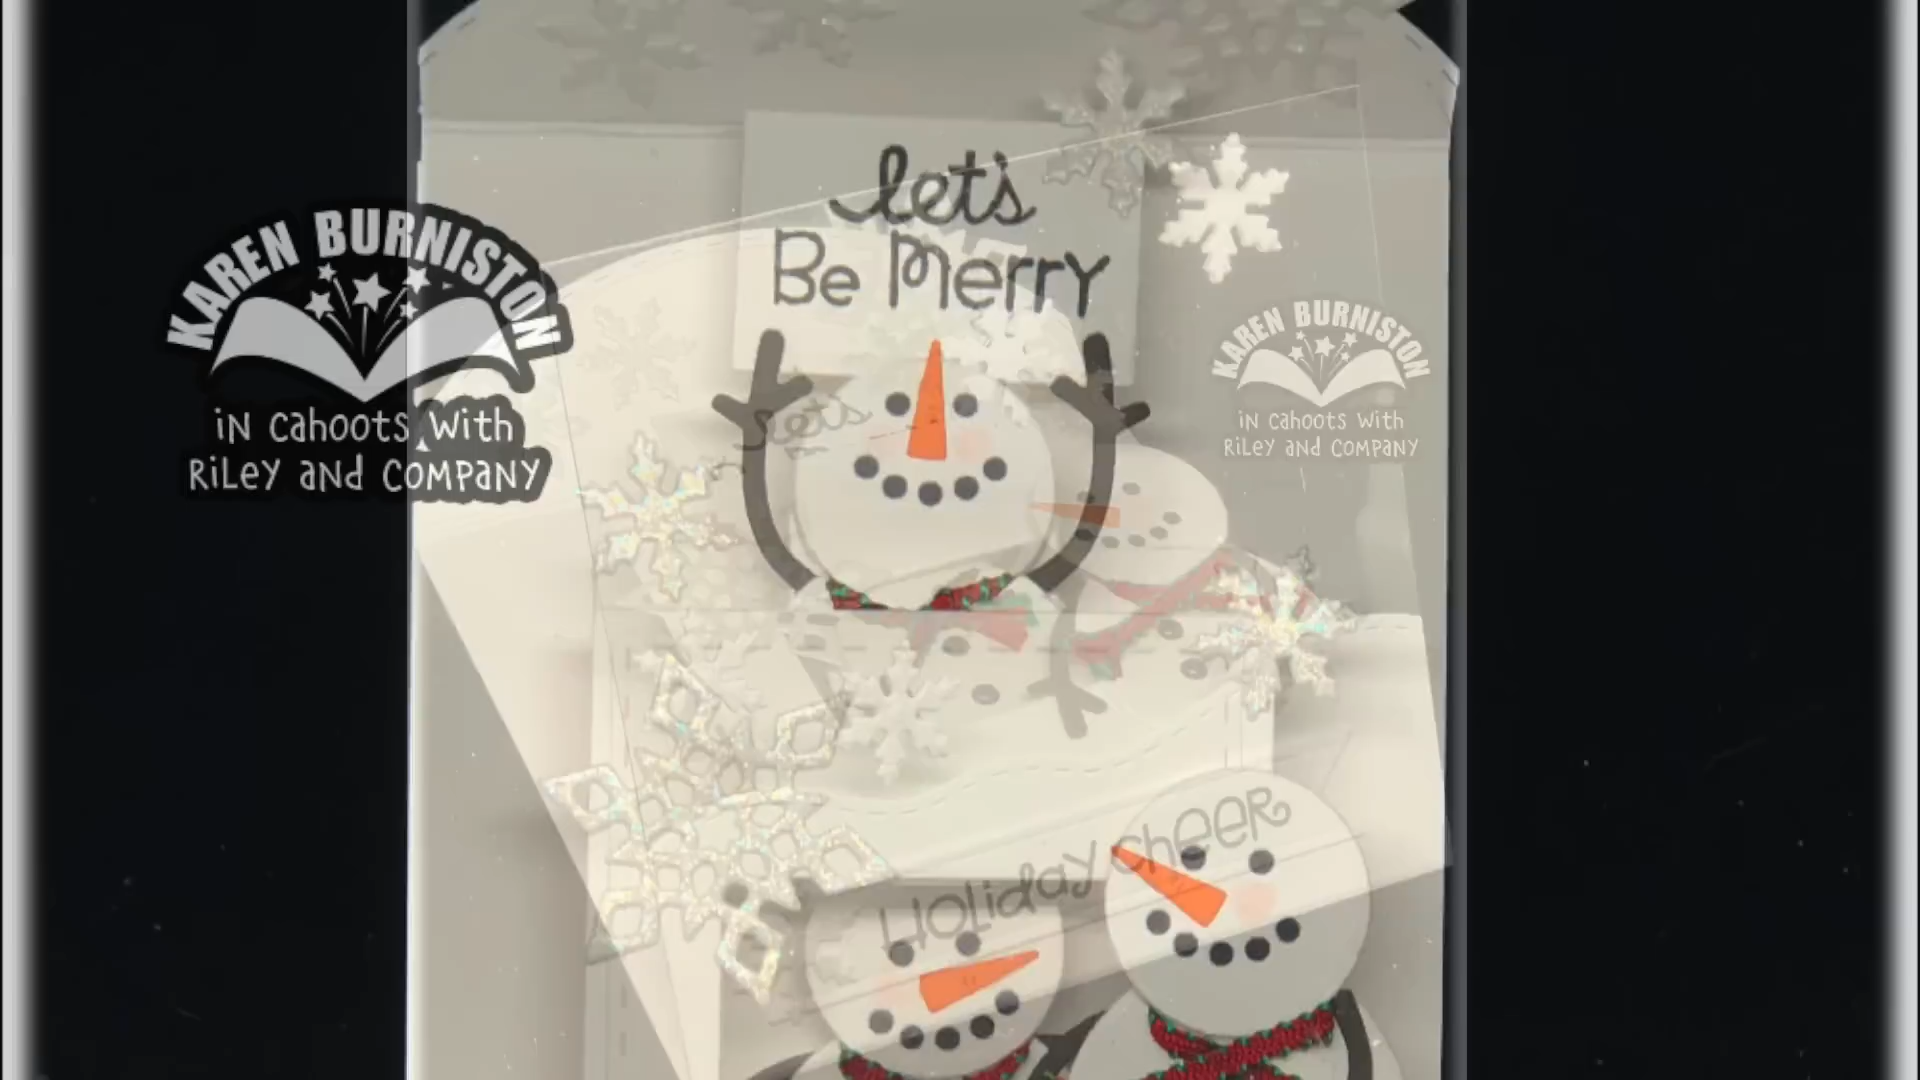 let's
Be Merry
KAREN BURNISTON
iN cahoots with
RiLEY aND COMPANY
KAREN BURNISTON
iN cahoots with
RiLEY aND COMPANY
let's
HOLiday cHEER